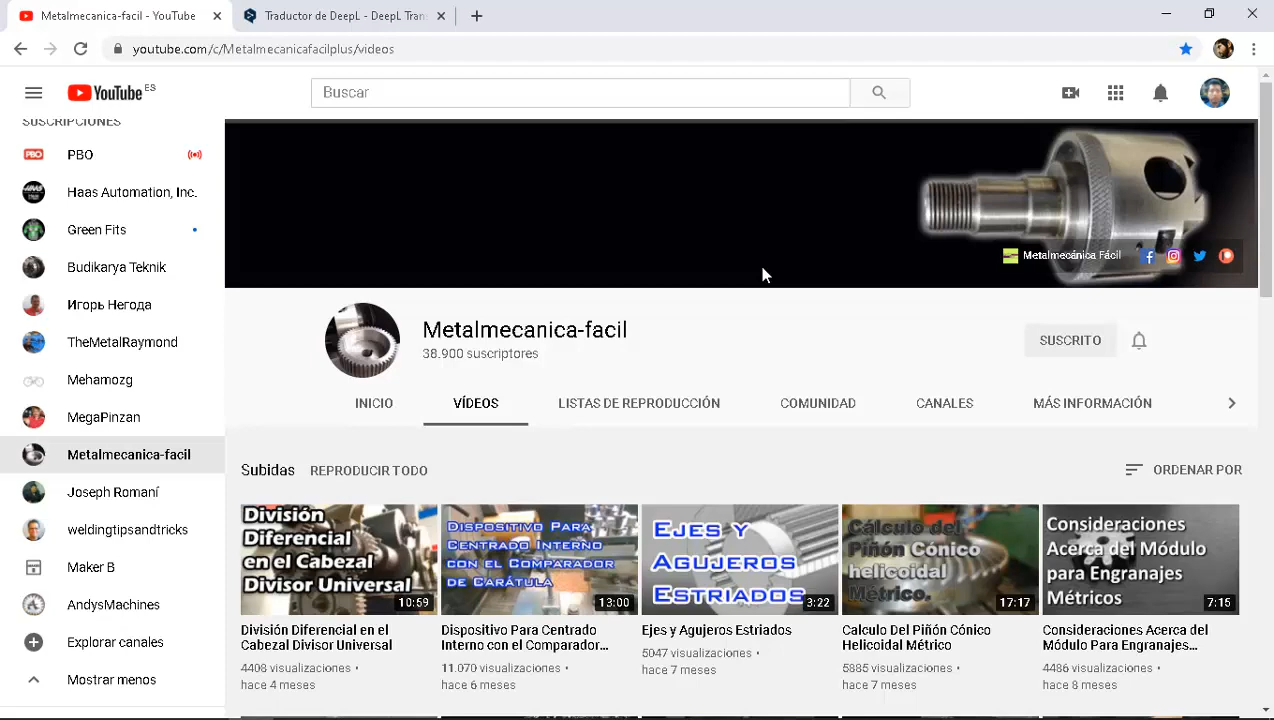 Metalmecanica-facil - YouTube
Traductor de DeepL - DeepL Tran
youtube.com/c/Metalmecanicafacilplus/videos
YouTube ES
Buscar
SUSCRIPCIONES
PBO
PBO
Haas Automation, Inc.
Green Fits
Budikarya Teknik
Игорь Негода
TheMetalRaymond
Mehamozg
MegaPinzan
Metalmecanica-facil
Joseph Romaní
weldingtipsandtricks
Maker B
AndysMachines
Explorar canales
Mostrar menos
Metalmecánica Fácil
Metalmecanica-facil
38.900 suscriptores
SUSCRITO
INICIO
VÍDEOS
LISTAS DE REPRODUCCIÓN
COMUNIDAD
CANALES
MÁS INFORMACIÓN
Subidas
REPRODUCIR TODO
ORDENAR POR
División
Diferencial
en el Cabezal
Divisor Universal
10:59
División Diferencial en el
Cabezal Divisor Universal
4408 visualizaciones •
hace 4 meses
Dispositivo Para
Centrado Interno
con el Comparador
de Carátula
13:00
Dispositivo Para Centrado
Interno con el Comparador...
11.070 visualizaciones •
hace 6 meses
Ejes y
Agujeros
Estriados
3:22
Ejes y Agujeros Estriados
5047 visualizaciones •
hace 7 meses
Cálculo del
Piñón Cónico
helicoidal
Métrico.
17:17
Calculo Del Piñón Cónico
Helicoidal Métrico
5885 visualizaciones •
hace 7 meses
Consideraciones
Acerca del Módulo
para Engranajes
Métricos
7:15
Consideraciones Acerca del
Módulo Para Engranajes...
4486 visualizaciones •
hace 8 meses